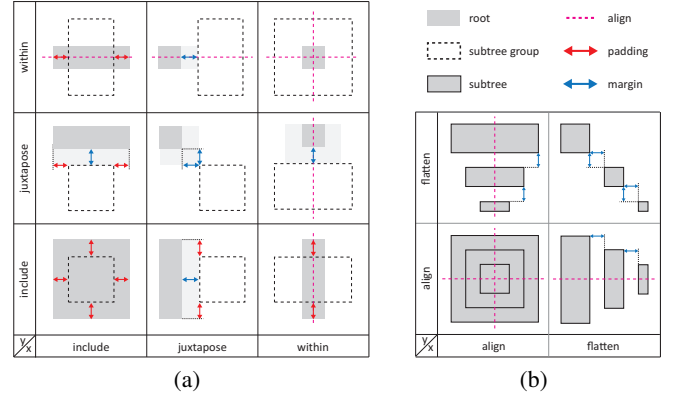 within
juxtapose
include
y/x
include
juxtapose
within
(a)
root
align
subtree group
padding
subtree
margin
flatten
align
y/x
align
flatten
(b)